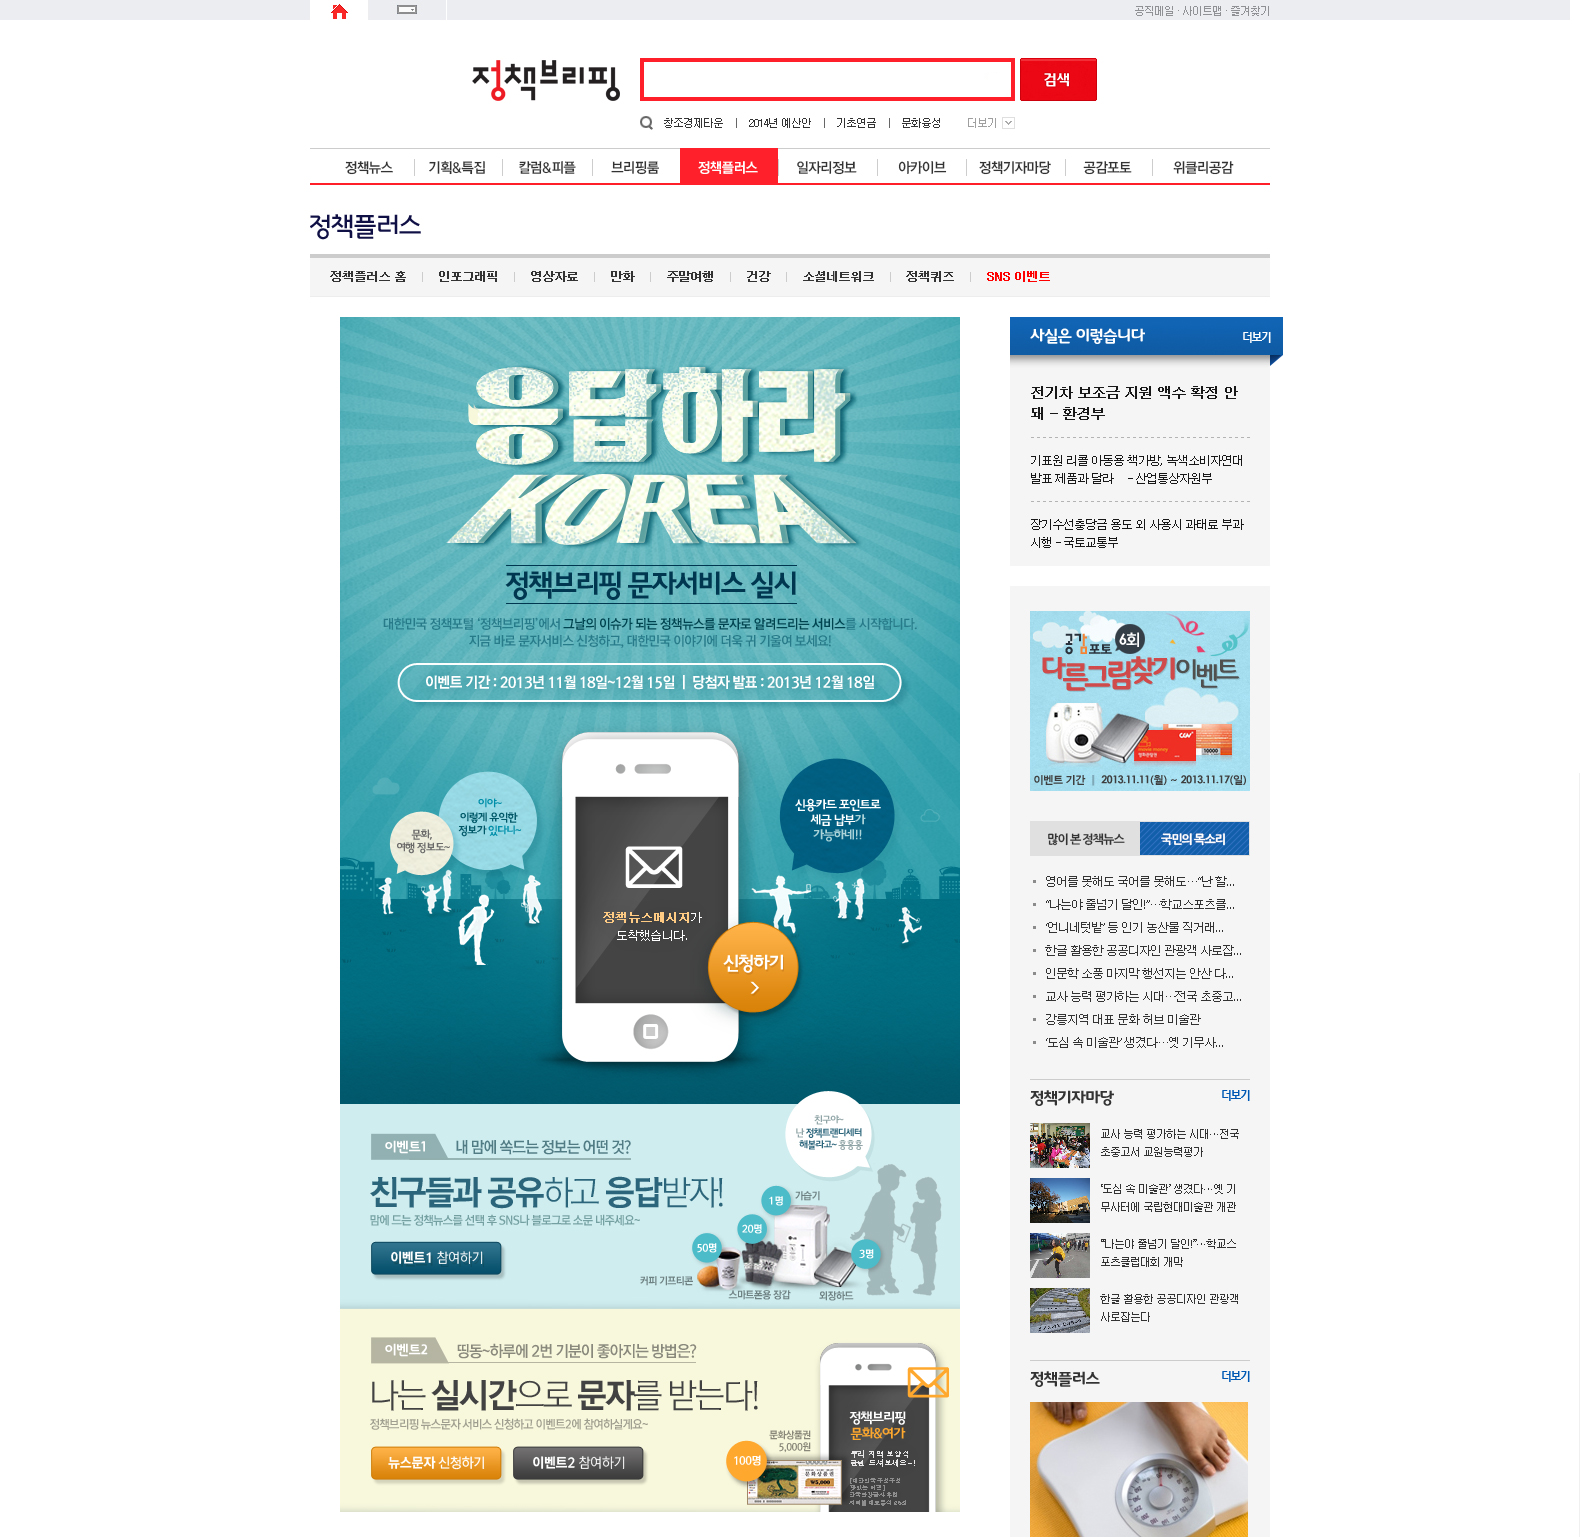 공직메일 · 사이트맵 · 즐겨찾기
정책브리핑
검색
창조경제타운 | 2014년 예산안 | 기초연금 | 문화융성 더보기
정책뉴스 기획&특집 칼럼&피플 브리핑룸 정책플러스 일자리정보 아카이브 정책기자마당 공감포토 위클리공감
정책플러스
정책플러스 홈 인포그래픽 영상자료 만화 주말여행 건강 소셜네트워크 정책퀴즈 SNS 이벤트
응답하라
KOREA
정책브리핑 문자서비스 실시
대한민국 정책포털 '정책브리핑'에서 그날의 이슈가 되는 정책뉴스를 문자로 알려드리는 서비스를 시작합니다.
지금 바로 문자서비스 신청하고, 대한민국 이야기에 더욱 귀 기울여 보세요!
이벤트 기간 : 2013년 11월 18일~12월 15일 | 당첨자 발표 : 2013년 12월 18일
이야~
이렇게 유익한
정보가 있다니~
문화,
여행 정보도~
신용카드 포인트로
세금 납부가
가능하네!!
정책뉴스메시지가
도착했습니다.
신청하기
친구야~
난 정책트랜디세터
해볼라고~ 흥흥흥
이벤트1 내 맘에 쏙드는 정보는 어떤 것?
친구들과 공유하고 응답받자!
맘에 드는 정책뉴스를 선택 후 SNS나 블로그로 소문 내주세요~
이벤트1 참여하기
50명
커피 기프티콘
20명
스마트폰용 장갑
1명
가습기
3명
외장하드
이벤트2 띵동~하루에 2번 기분이 좋아지는 방법은?
나는 실시간으로 문자를 받는다!
정책브리핑 뉴스문자 서비스 신청하고 이벤트2에 참여하실게요~
뉴스문자 신청하기
이벤트2 참여하기
100명
문화상품권
5,000원
문화상품권
₩5,000
정책브리핑
문화&여가
사실은 이렇습니다 더보기
전기차 보조금 지원 액수 확정 안
돼 – 환경부
기표원 리콜 아동용 책가방, 녹색소비자연대
발표 제품과 달라 – 산업통상자원부
장기수선충당금 용도 외 사용시 과태료 부과
시행 – 국토교통부
공감포토 6회
다른그림찾기이벤트
CGV
10000
이벤트 기간 | 2013.11.11(월) ~ 2013.11.17(일)
많이 본 정책뉴스 국민의 목소리
영어를 못해도 국어를 못해도…“난 할...
“나는야 줄넘기 달인!”…학교스포츠클...
‘언니네텃밭’ 등 인기 농산물 직거래...
한글 활용한 공공디자인 관광객 사로잡...
인문학 소풍 마지막 행선지는 안산 다...
교사 능력 평가하는 시대…전국 초중고...
강릉지역 대표 문화 허브 미술관
‘도심 속 미술관’ 생겼다…옛 기무사...
정책기자마당 더보기
교사 능력 평가하는 시대…전국
초중고서 교원능력평가
‘도심 속 미술관’ 생겼다…옛 기
무사터에 국립현대미술관 개관
“나는야 줄넘기 달인!”…학교스
포츠클럽대회 개막
한글 활용한 공공디자인 관광객
사로잡는다
정책플러스 더보기